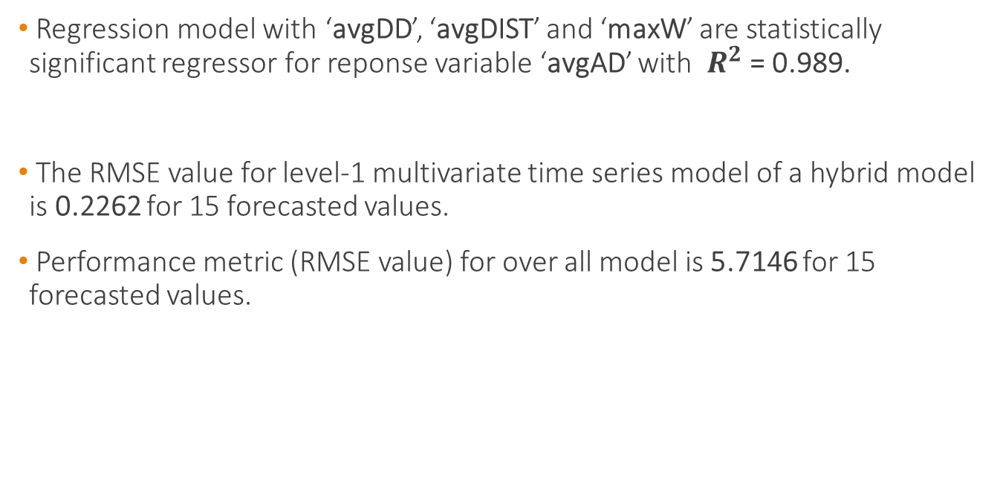 • Regression model with ‘avgDD’, ‘avgDIST’ and ‘maxW’ are statistically
significant regressor for reponse variable ‘avgAD’ with R² = 0.989.
• The RMSE value for level-1 multivariate time series model of a hybrid model
is 0.2262 for 15 forecasted values.
• Performance metric (RMSE value) for over all model is 5.7146 for 15
forecasted values.